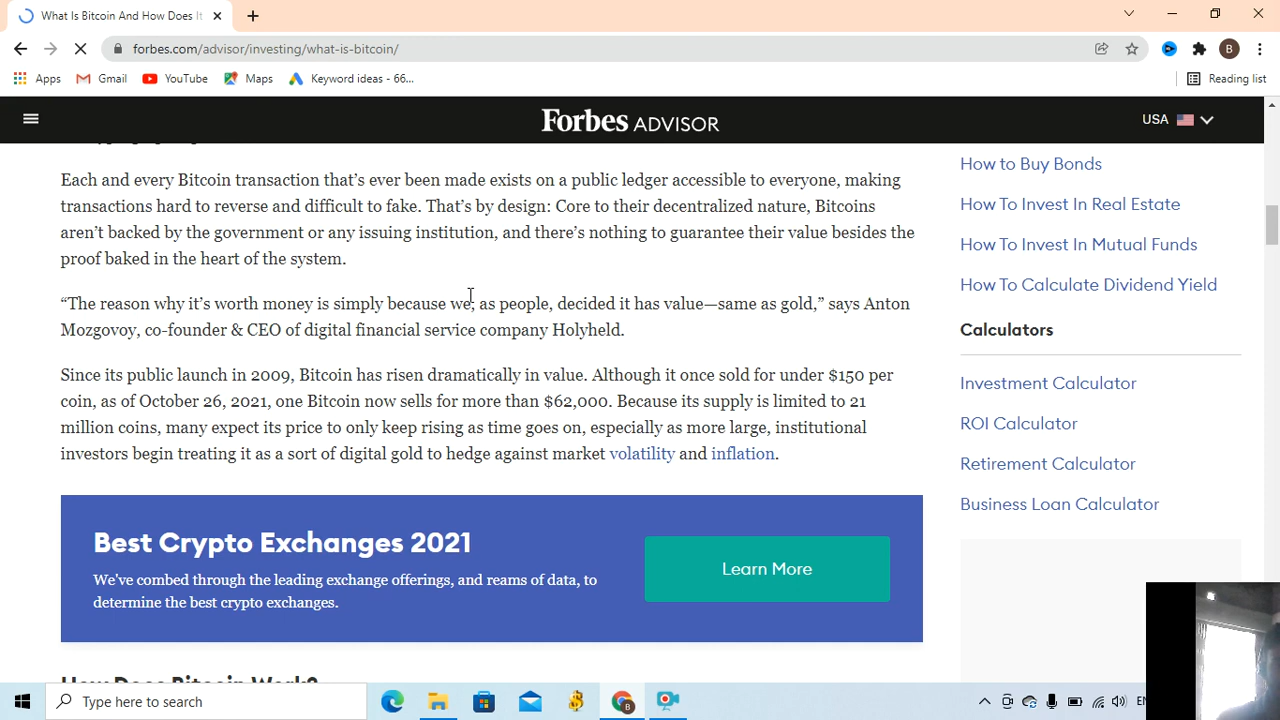 What Is Bitcoin And How Does It
forbes.com/advisor/investing/what-is-bitcoin/
B
Apps
Gmail
YouTube
Maps
Keyword ideas - 66...
Reading list
Forbes ADVISOR
USA
Each and every Bitcoin transaction that’s ever been made exists on a public ledger accessible to everyone, making
transactions hard to reverse and difficult to fake. That’s by design: Core to their decentralized nature, Bitcoins
aren’t backed by the government or any issuing institution, and there’s nothing to guarantee their value besides the
proof baked in the heart of the system.
“The reason why it’s worth money is simply because we, as people, decided it has value—same as gold,” says Anton
Mozgovoy, co-founder & CEO of digital financial service company Holyheld.
Since its public launch in 2009, Bitcoin has risen dramatically in value. Although it once sold for under $150 per
coin, as of October 26, 2021, one Bitcoin now sells for more than $62,000. Because its supply is limited to 21
million coins, many expect its price to only keep rising as time goes on, especially as more large, institutional
investors begin treating it as a sort of digital gold to hedge against market volatility and inflation.
Best Crypto Exchanges 2021
We've combed through the leading exchange offerings, and reams of data, to
determine the best crypto exchanges.
Learn More
How Does Bitcoin Work?
How to Buy Bonds
How To Invest In Real Estate
How To Invest In Mutual Funds
How To Calculate Dividend Yield
Calculators
Investment Calculator
ROI Calculator
Retirement Calculator
Business Loan Calculator
Type here to search